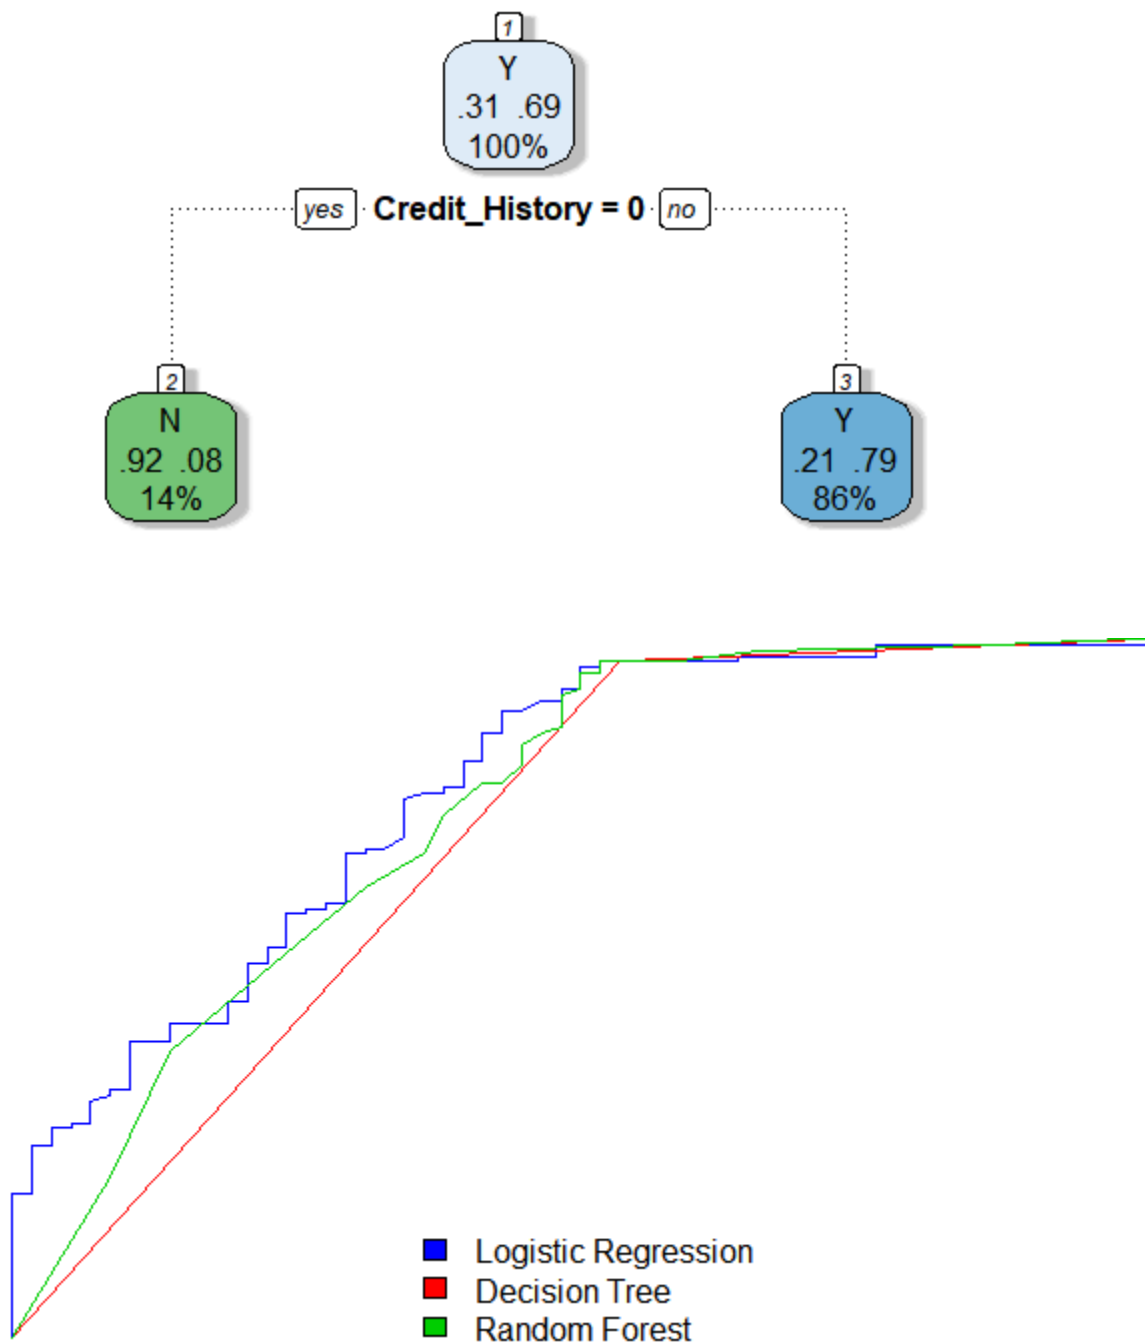 1
Y
.31 .69
100%
yes Credit_History = 0 no
2
N
.92 .08
14%
3
Y
.21 .79
86%
Logistic Regression
Decision Tree
Random Forest